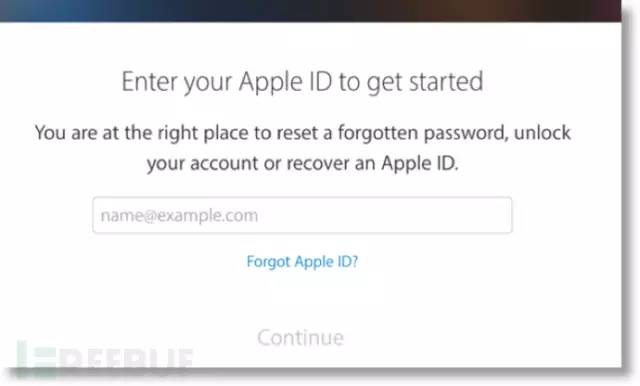 Enter your Apple ID to get started
You are at the right place to reset a forgotten password, unlock
your account or recover an Apple ID.
name@example.com
Forgot Apple ID?
Continue